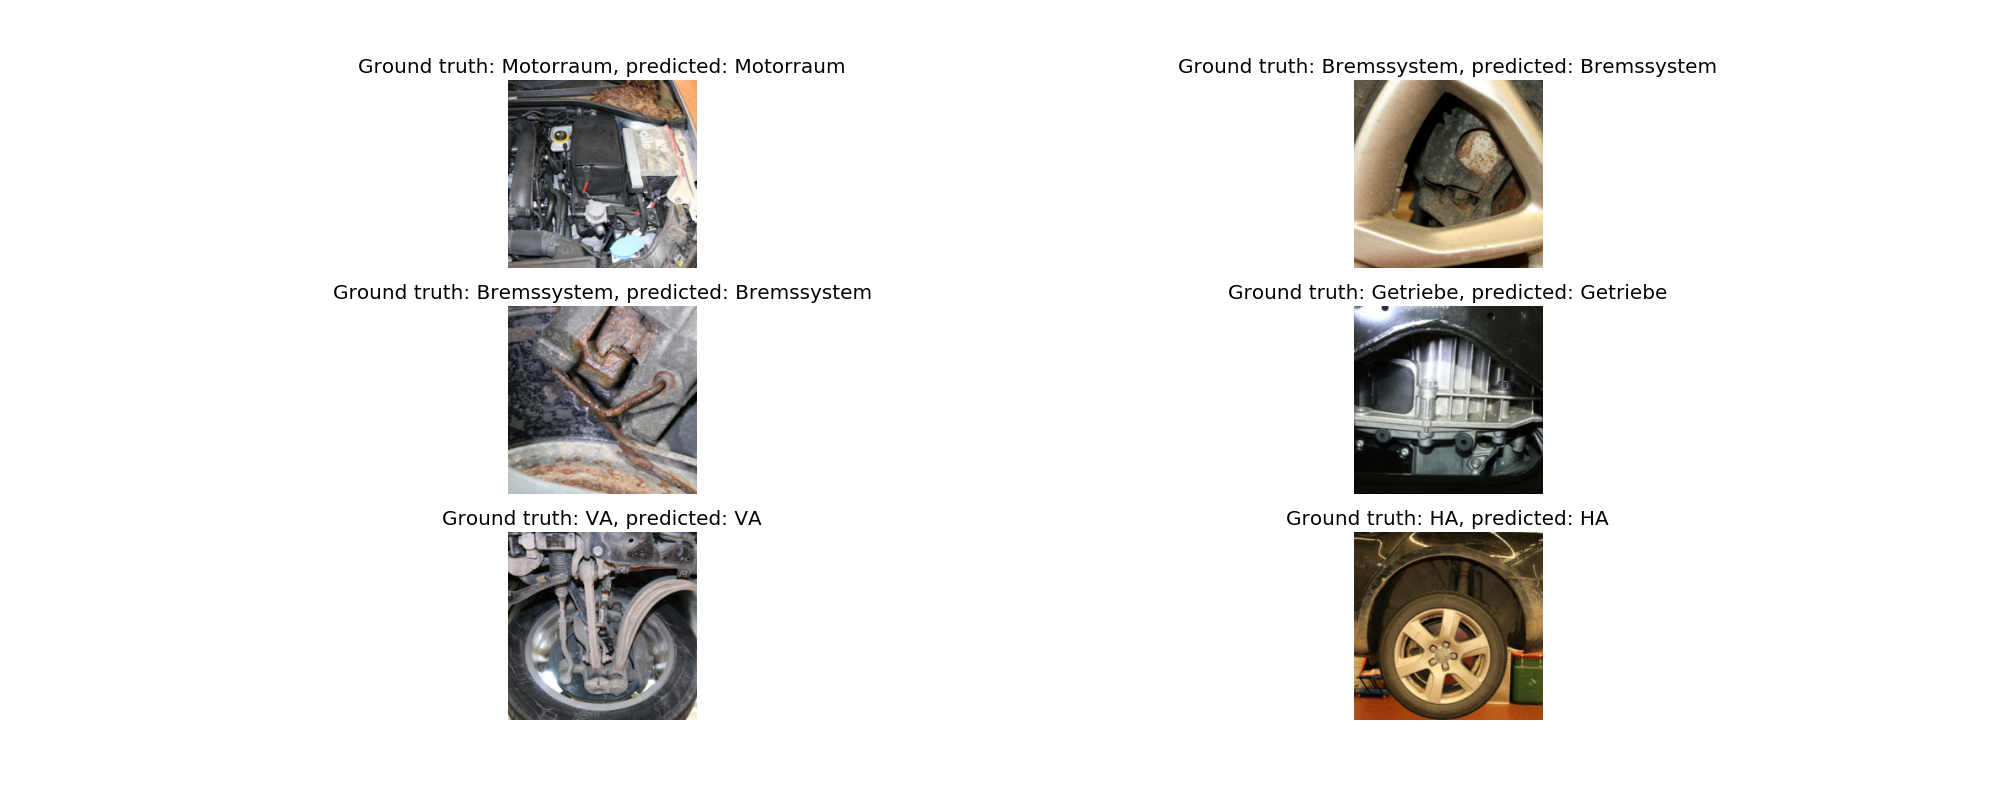 Ground truth: Motorraum, predicted: Motorraum
Ground truth: Bremssystem, predicted: Bremssystem
Ground truth: Bremssystem, predicted: Bremssystem
Ground truth: Getriebe, predicted: Getriebe
Ground truth: VA, predicted: VA
Ground truth: HA, predicted: HA